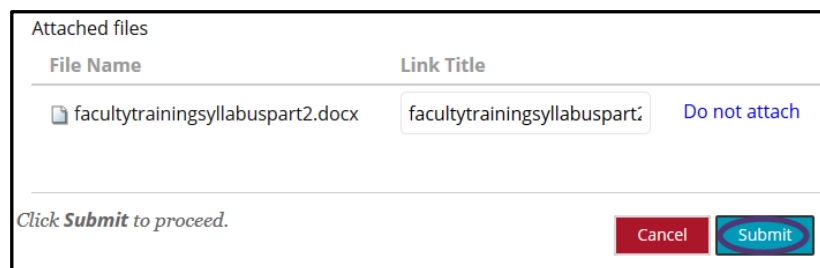 Attached files
File Name Link Title
facultytrainingsyllabuspart2.docx facultytrainingsyllabuspart2 Do not attach
Click Submit to proceed.
Cancel Submit